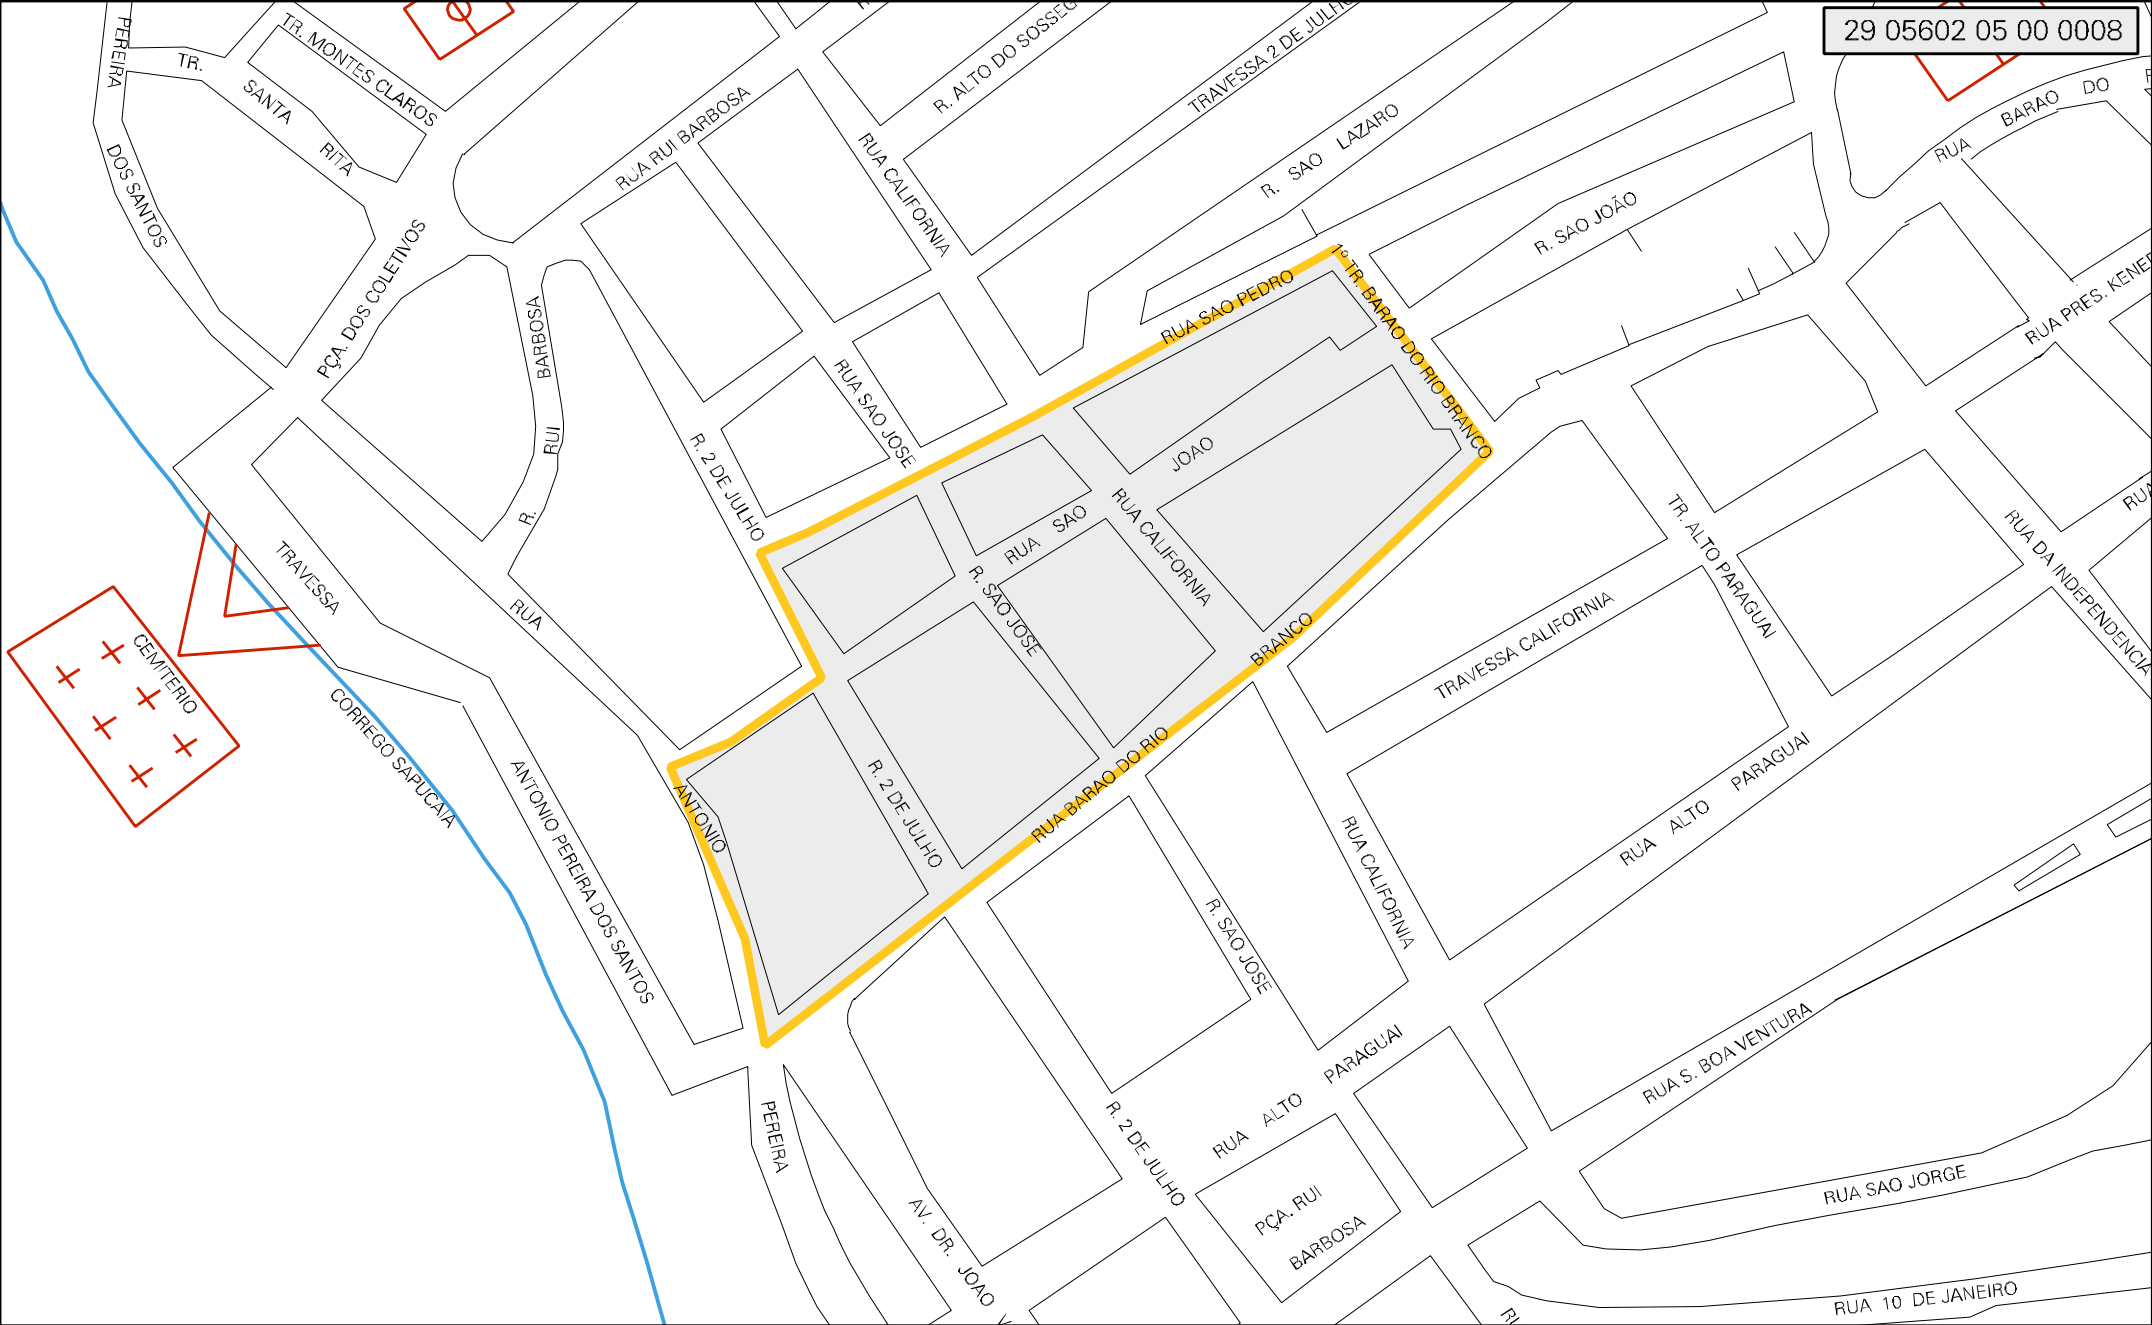 29 05602 05 00 0008
PEREIRA
DOS SANTOS
TR.
SANTA
RITA
TR. MONTES CLAROS
PÇA. DOS COLETIVOS
RUA RUI BARBOSA
R. ALTO DO SOSSEG
TRAVESSA 2 DE JULHO
RUA CALIFORNIA
R. SAO LAZARO
R. SAO JOÃO
RUA BARAO DO
RUA PRES. KENE
BARBOSA
RUI
R.
RUA SAO PEDRO
1º TR. BARAO DO RIO BRANCO
RUA SAO JOSE
R. 2 DE JULHO
RUA SAO JOAO
RUA CALIFORNIA
R. SAO JOSE
TR. ALTO PARAGUAI
RUA DA INDEPENDENCIA
RUA
TRAVESSA
RUA
CEMITERIO
CORREGO SAPUCAIA
ANTONIO PEREIRA DOS SANTOS
ANTONIO
R. 2 DE JULHO
RUA BARAO DO RIO BRANCO
TRAVESSA CALIFORNIA
RUA ALTO PARAGUAI
RUA CALIFORNIA
R. SAO JOSE
RUA S. BOA VENTURA
RUA ALTO PARAGUAI
PEREIRA
R. 2 DE JULHO
PÇA. RUI
BARBOSA
AV. DR. JOAO V
RUA SAO JORGE
RUA 10 DE JANEIRO